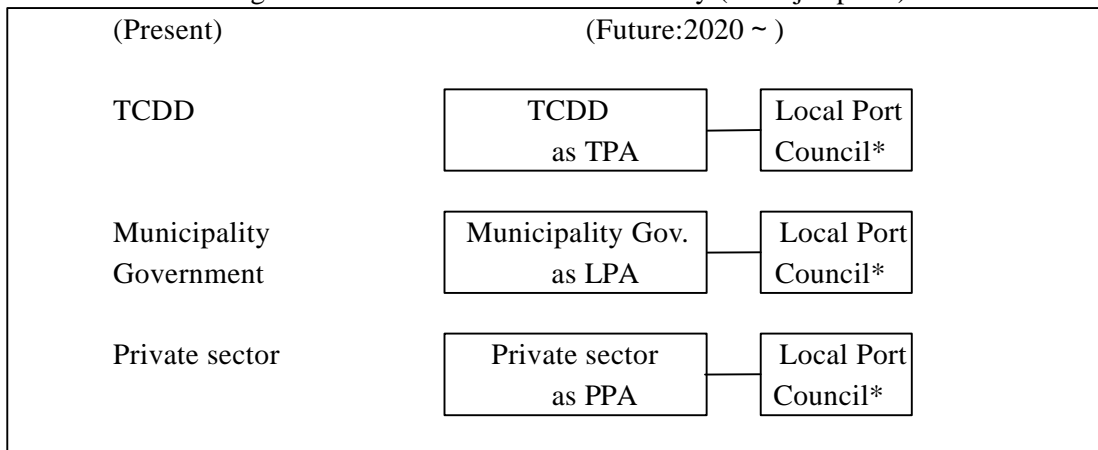 (Present) (Future:2020 ~ )
TCDD TCDD Local Port
as TPA Council*
Municipality Municipality Gov. Local Port
Government as LPA Council*
Private sector Private sector Local Port
as PPA Council*